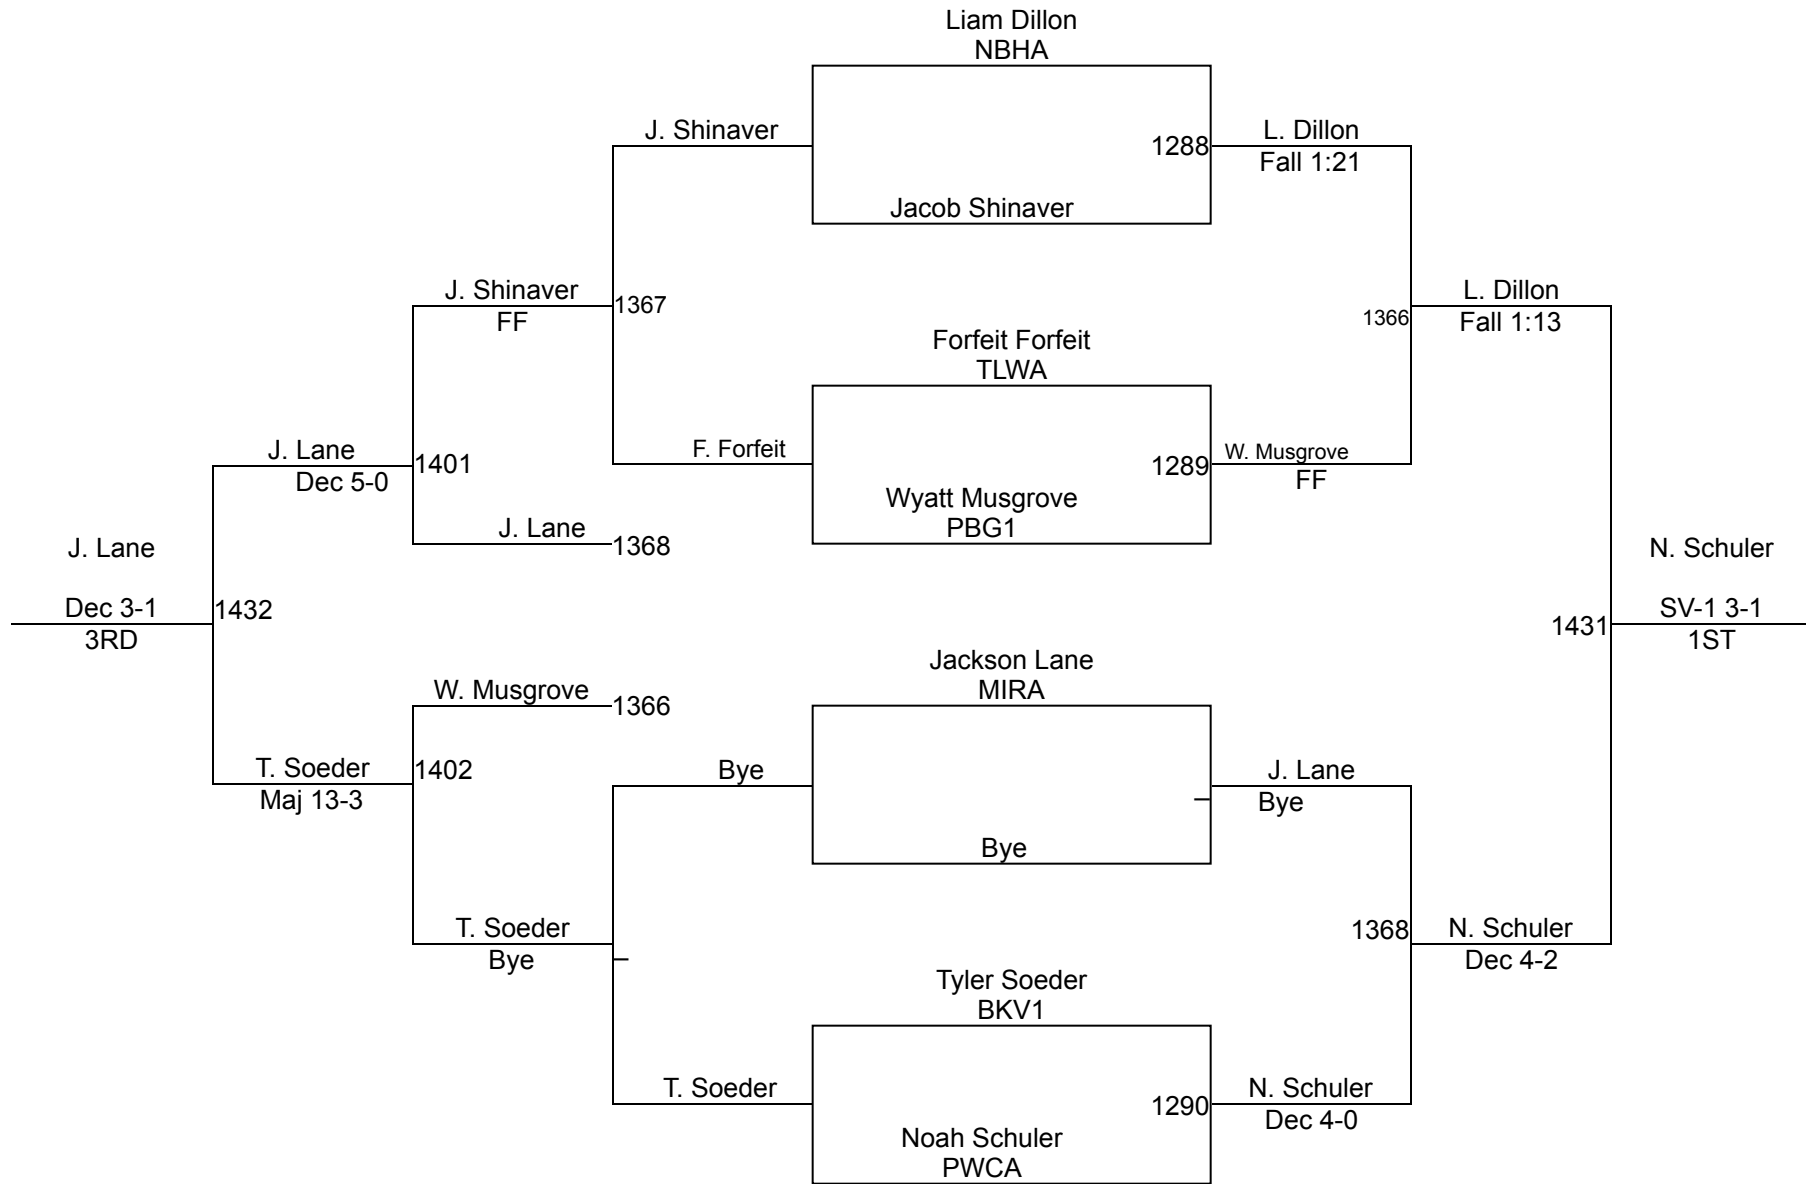 Liam Dillon
NBHA
J. Shinaver
1288
L. Dillon
Fall 1:21
Jacob Shinaver
J. Shinaver
FF
1367
L. Dillon
Fall 1:13
1366
Forfeit Forfeit
TLWA
J. Lane
Dec 5-0
1401
F. Forfeit
1289
W. Musgrove
FF
Wyatt Musgrove
PBG1
J. Lane
1368
J. Lane
Dec 3-1
3RD
1432
N. Schuler
SV-1 3-1
1ST
1431
Jackson Lane
MIRA
W. Musgrove
1366
T. Soeder
Maj 13-3
1402
Bye
J. Lane
Bye
Bye
T. Soeder
Bye
1368
N. Schuler
Dec 4-2
Tyler Soeder
BKV1
T. Soeder
1290
N. Schuler
Dec 4-0
Noah Schuler
PWCA